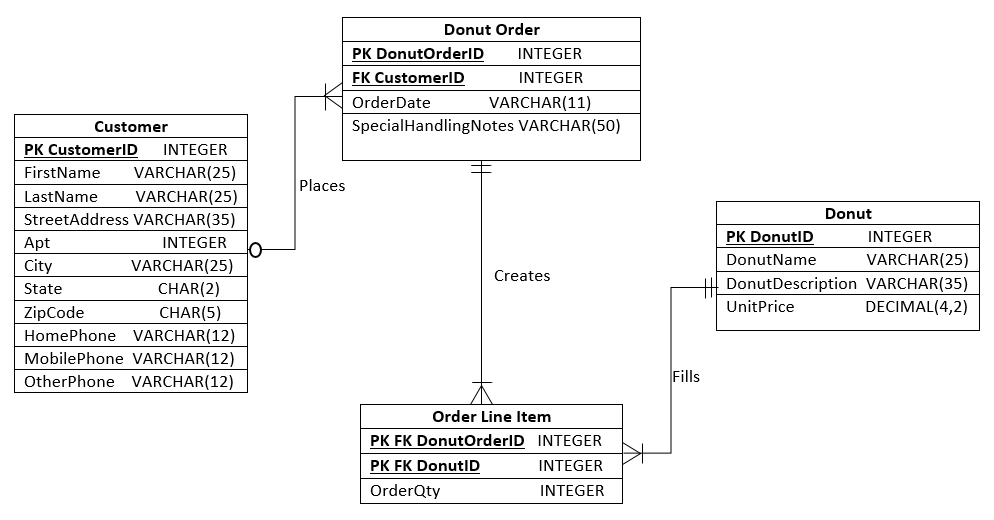 Donut Order
PK DonutOrderID INTEGER
FK CustomerID INTEGER
OrderDate VARCHAR(11)
SpecialHandlingNotes VARCHAR(50)
Customer
PK CustomerID INTEGER
FirstName VARCHAR(25)
LastName VARCHAR(25)
StreetAddress VARCHAR(35)
Apt INTEGER
City VARCHAR(25)
State CHAR(2)
ZipCode CHAR(5)
HomePhone VARCHAR(12)
MobilePhone VARCHAR(12)
OtherPhone VARCHAR(12)
Places
Creates
Donut
PK DonutID INTEGER
DonutName VARCHAR(25)
DonutDescription VARCHAR(35)
UnitPrice DECIMAL(4,2)
Fills
Order Line Item
PK FK DonutOrderID INTEGER
PK FK DonutID INTEGER
OrderQty INTEGER